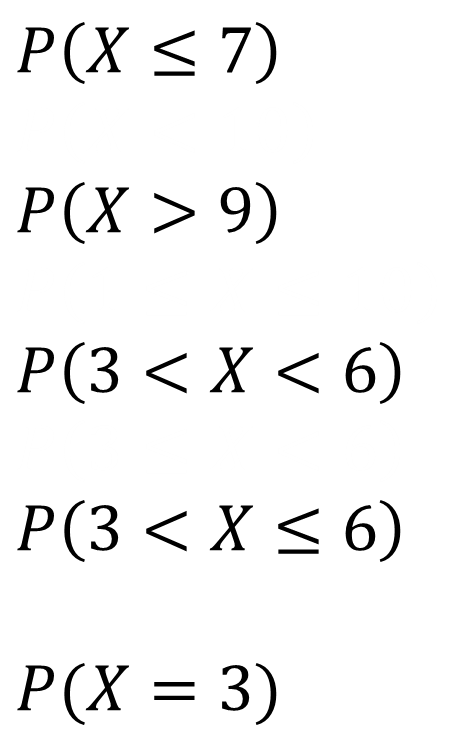 P(X ≤ 7)
P(X > 9)
P(3 < X < 6)
P(3 < X ≤ 6)
P(X = 3)